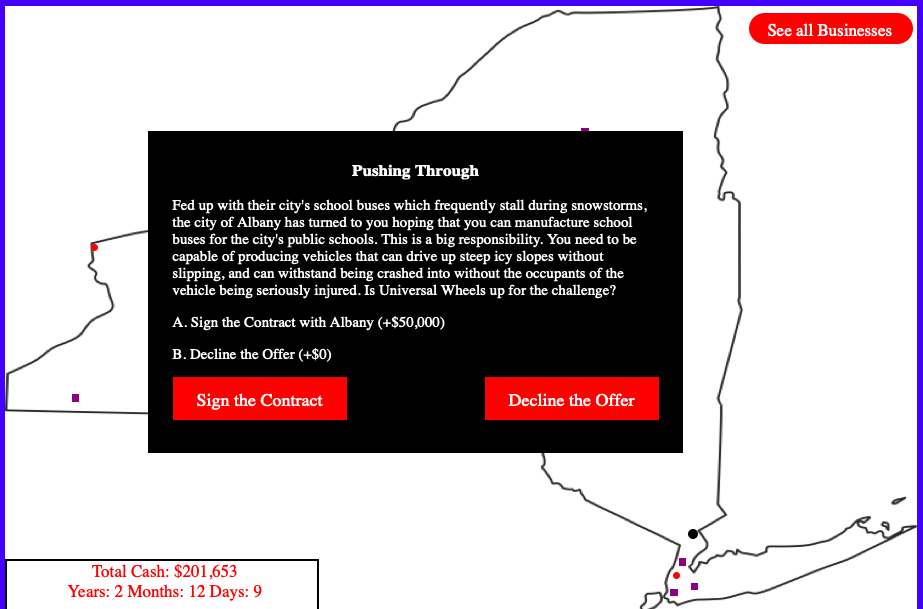 See all Businesses
Pushing Through
Fed up with their city's school buses which frequently stall during snowstorms,
the city of Albany has turned to you hoping that you can manufacture school
buses for the city's public schools. This is a big responsibility. You need to be
capable of producing vehicles that can drive up steep icy slopes without
slipping, and can withstand being crashed into without the occupants of the
vehicle being seriously injured. Is Universal Wheels up for the challenge?
A. Sign the Contract with Albany (+$50,000)
B. Decline the Offer (+$0)
Sign the Contract
Decline the Offer
Total Cash: $201,653
Years: 2 Months: 12 Days: 9